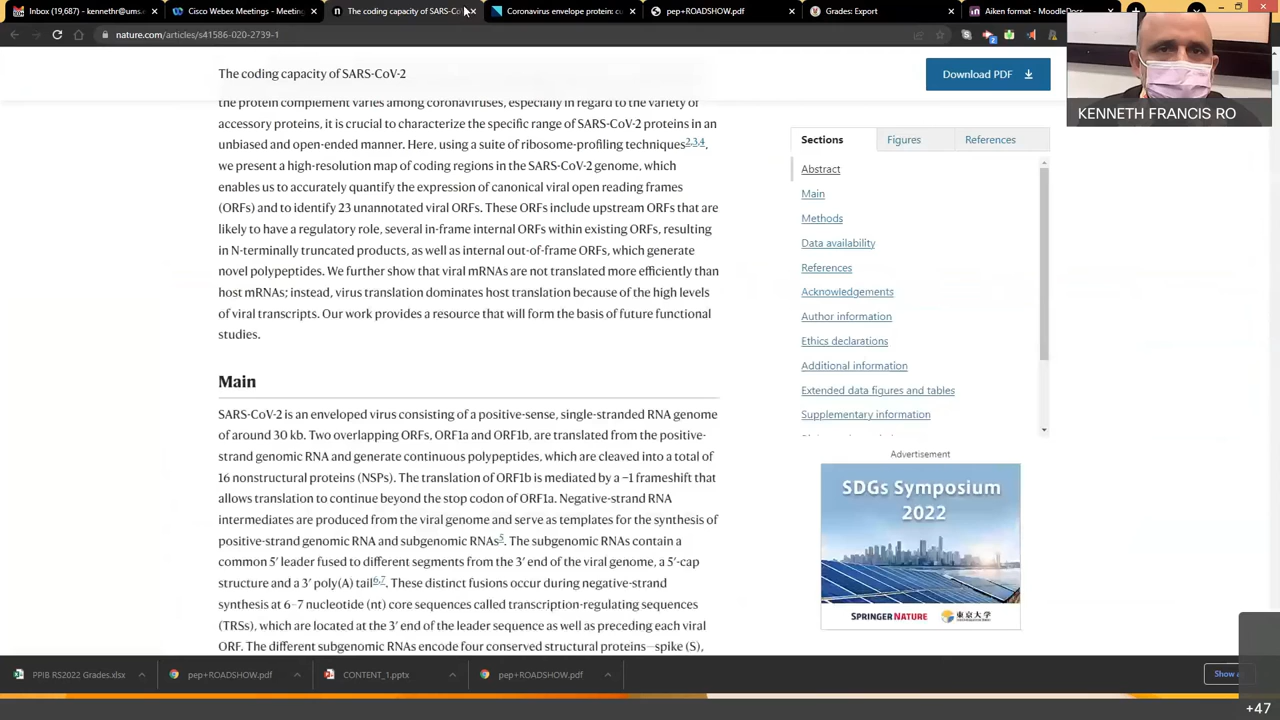 Inbox (19,687) - kenneth@ums.
Cisco Webex Meetings - Meetin
The coding capacity of SARS-Co
Coronavirus envelope protein: cu
pep+ROADSHOW.pdf
Grades: Export
Aiken format - MoodleDocs
nature.com/articles/s41586-020-2739-1
The coding capacity of SARS-CoV-2
Download PDF
KENNETH FRANCIS RO
the protein complement varies among coronaviruses, especially in regard to the variety of
accessory proteins, it is crucial to characterize the specific range of SARS-CoV-2 proteins in an
unbiased and open-ended manner. Here, using a suite of ribosome-profiling techniques2,3,4,
we present a high-resolution map of coding regions in the SARS-CoV-2 genome, which
enables us to accurately quantify the expression of canonical viral open reading frames
(ORFs) and to identify 23 unannotated viral ORFs. These ORFs include upstream ORFs that are
likely to have a regulatory role, several in-frame internal ORFs within existing ORFs, resulting
in N-terminally truncated products, as well as internal out-of-frame ORFs, which generate
novel polypeptides. We further show that viral mRNAs are not translated more efficiently than
host mRNAs; instead, virus translation dominates host translation because of the high levels
of viral transcripts. Our work provides a resource that will form the basis of future functional
studies.
Main
SARS-CoV-2 is an enveloped virus consisting of a positive-sense, single-stranded RNA genome
of around 30 kb. Two overlapping ORFs, ORF1a and ORF1b, are translated from the positive-
strand genomic RNA and generate continuous polypeptides, which are cleaved into a total of
16 nonstructural proteins (NSPs). The translation of ORF1b is mediated by a −1 frameshift that
allows translation to continue beyond the stop codon of ORF1a. Negative-strand RNA
intermediates are produced from the viral genome and serve as templates for the synthesis of
positive-strand genomic RNA and subgenomic RNAs5. The subgenomic RNAs contain a
common 5′ leader fused to different segments from the 3′ end of the viral genome, a 5′-cap
structure and a 3′ poly(A) tail6,7. These distinct fusions occur during negative-strand
synthesis at 6–7 nucleotide (nt) core sequences called transcription-regulating sequences
(TRSs), which are located at the 3′ end of the leader sequence as well as preceding each viral
ORF. The different subgenomic RNAs encode four conserved structural proteins—spike (S),
Sections
Figures
References
Abstract
Main
Methods
Data availability
References
Acknowledgements
Author information
Ethics declarations
Additional information
Extended data figures and tables
Supplementary information
Advertisement
SDGs Symposium
2022
SPRINGER NATURE
東京大学
PPIB RS2022 Grades.xlsx
pep+ROADSHOW.pdf
CONTENT_1.pptx
pep+ROADSHOW.pdf
Show a
+47